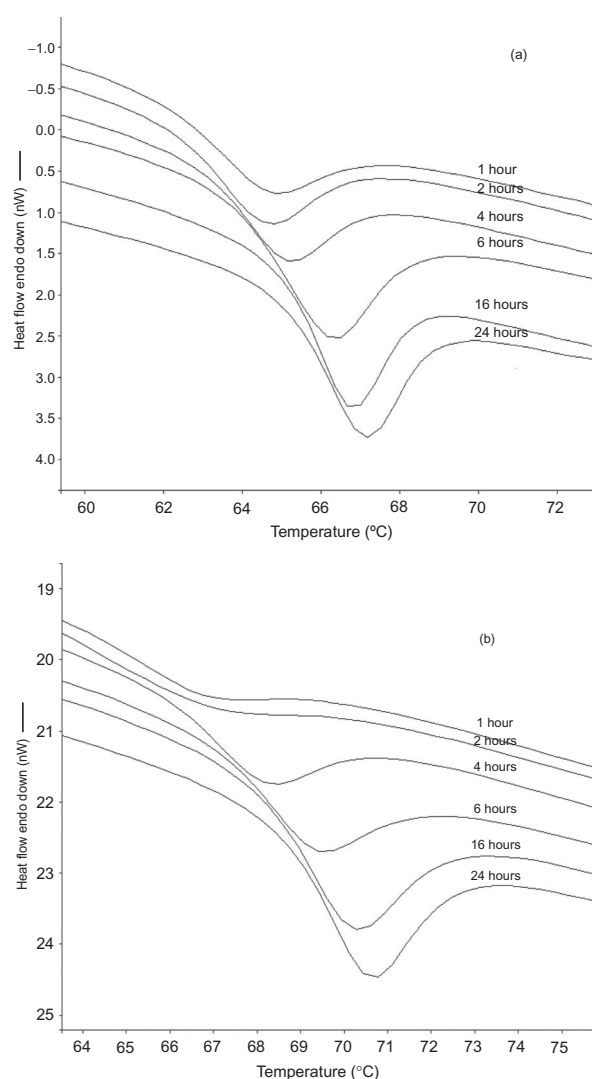 (a)
–1.0
–0.5
0.0
0.5
1.0
1.5
2.0
2.5
3.0
3.5
4.0
Heat flow endo down (nW)
1 hour
2 hours
4 hours
6 hours
16 hours
24 hours
60 62 64 66 68 70 72
Temperature (ºC)
(b)
19
20
21
22
23
24
25
Heat flow endo down (nW)
1 hour
2 hours
4 hours
6 hours
16 hours
24 hours
64 65 66 67 68 69 70 71 72 73 74 75
Temperature (°C)